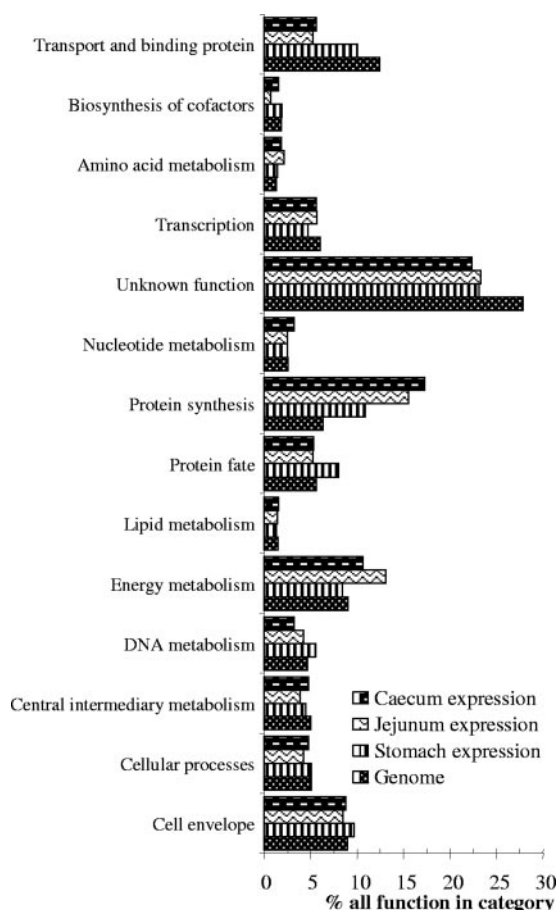 Transport and binding protein
Biosynthesis of cofactors
Amino acid metabolism
Transcription
Unknown function
Nucleotide metabolism
Protein synthesis
Protein fate
Lipid metabolism
Energy metabolism
DNA metabolism
Central intermediary metabolism
Cellular processes
Cell envelope
Caecum expression
Jejunum expression
Stomach expression
Genome
0 5 10 15 20 25 30
% all function in category